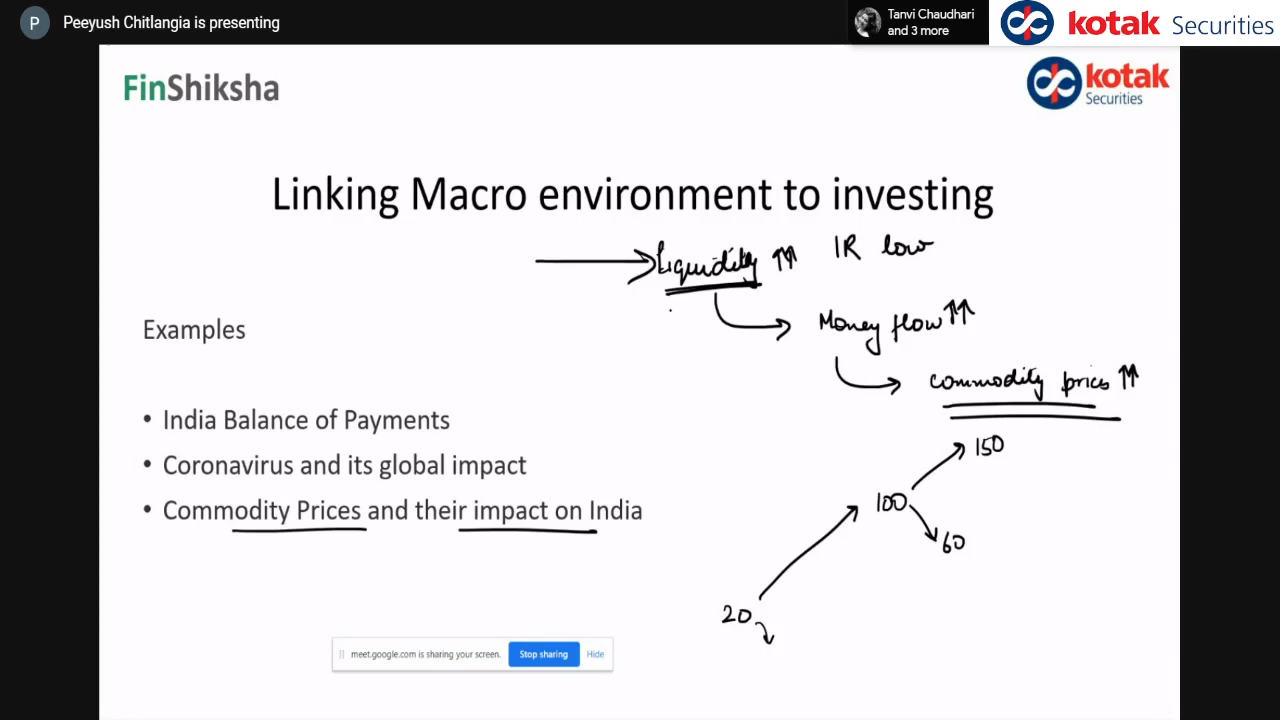 P Peeyush Chitlangia is presenting
Tanvi Chaudhari
and 3 more
kotak Securities
FinShiksha
kotak
Securities
Linking Macro environment to investing
Liquidity ↑↑ IR low
Money flow ↑↑
commodity prices ↑↑
Examples
• India Balance of Payments
• Coronavirus and its global impact
• Commodity Prices and their impact on India
150
100
60
20
meet.google.com is sharing your screen. Stop sharing Hide